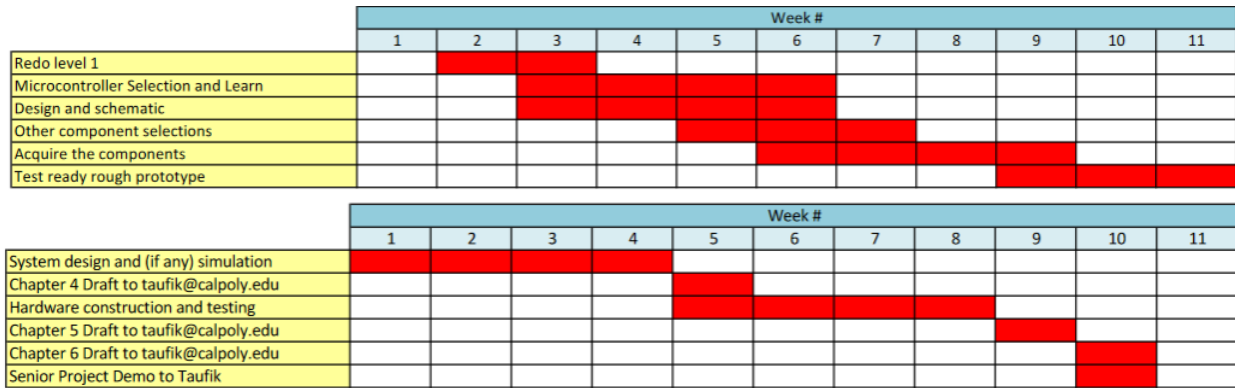 Week #
1 2 3 4 5 6 7 8 9 10 11
Redo level 1
Microcontroller Selection and Learn
Design and schematic
Other component selections
Acquire the components
Test ready rough prototype
Week #
1 2 3 4 5 6 7 8 9 10 11
System design and (if any) simulation
Chapter 4 Draft to taufik@calpoly.edu
Hardware construction and testing
Chapter 5 Draft to taufik@calpoly.edu
Chapter 6 Draft to taufik@calpoly.edu
Senior Project Demo to Taufik